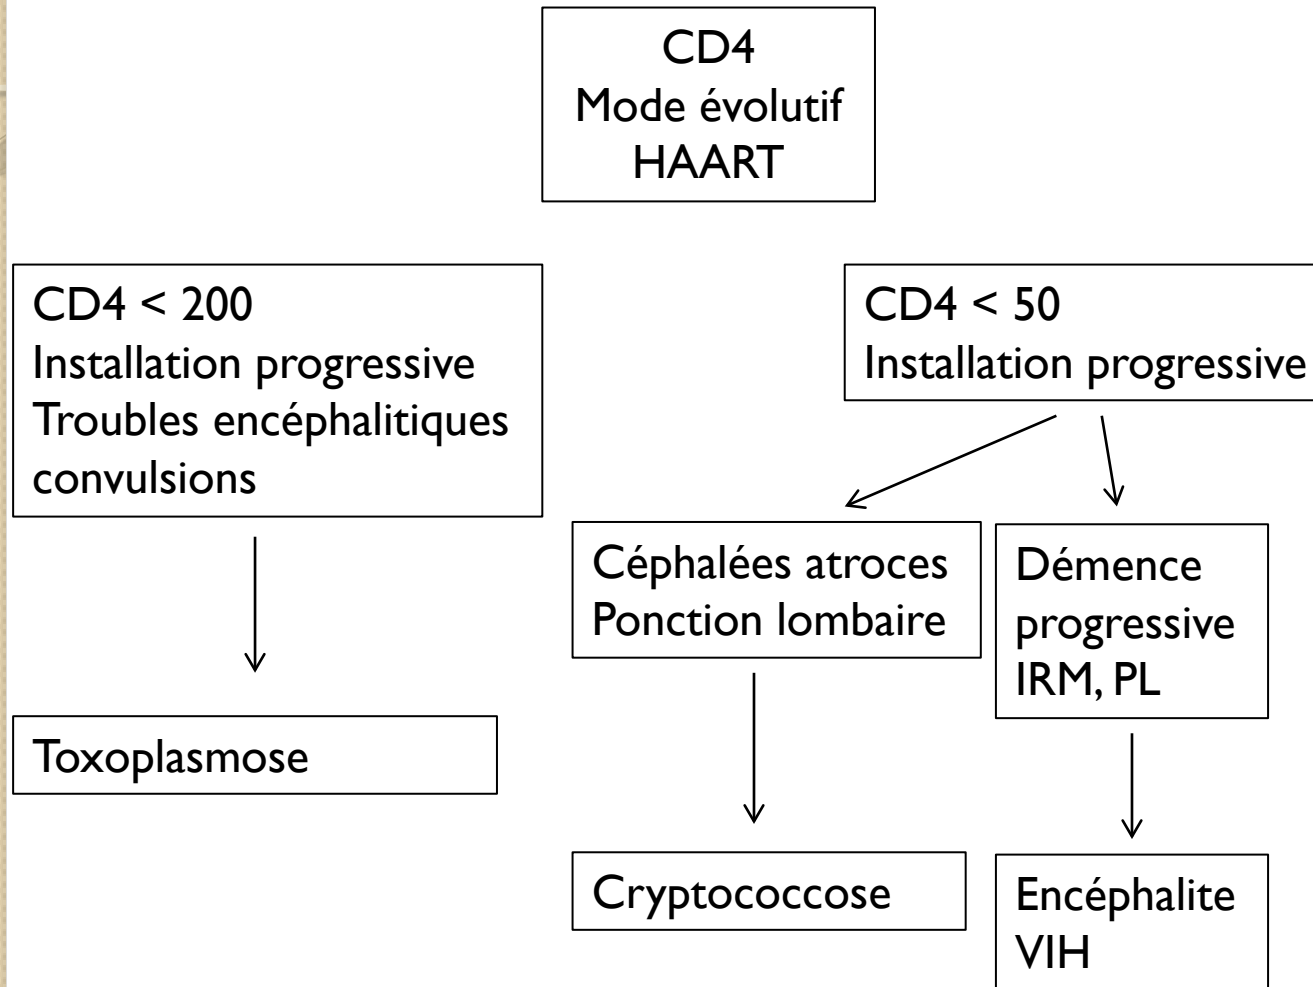 CD4
Mode évolutif
HAART
CD4 < 200
Installation progressive
Troubles encéphalitiques
convulsions
CD4 < 50
Installation progressive
Céphalées atroces
Ponction lombaire
Démence
progressive
IRM, PL
Toxoplasmose
Cryptococcose
Encéphalite
VIH